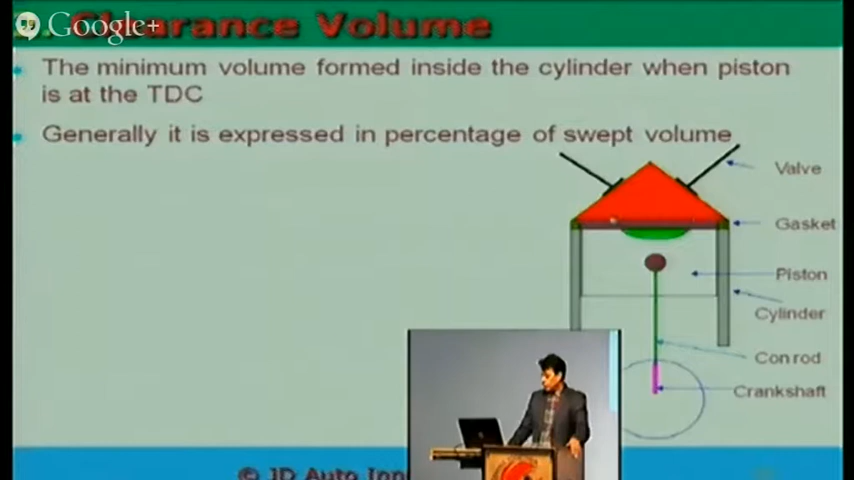 Google+
Clearance Volume
The minimum volume formed inside the cylinder when piston
is at the TDC
Generally it is expressed in percentage of swept volume
Valve
Gasket
Piston
Cylinder
Con rod
Crankshaft
© JD Auto Inn